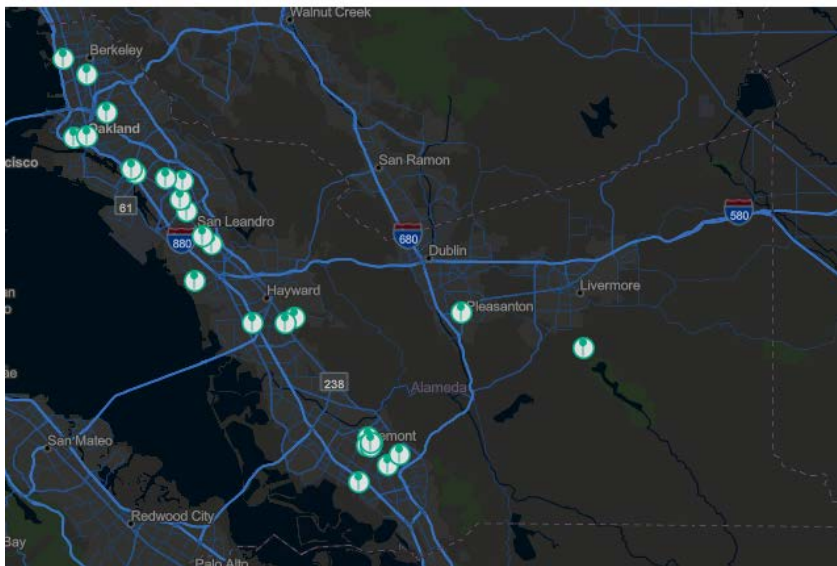 Walnut Creek
Berkeley
Oakland
cisco
San Ramon
61
San Leandro
580
880
680
Dublin
Hayward
Livermore
Pleasanton
238
Alameda
emont
San Mateo
Redwood City
Bay
Palo Alto